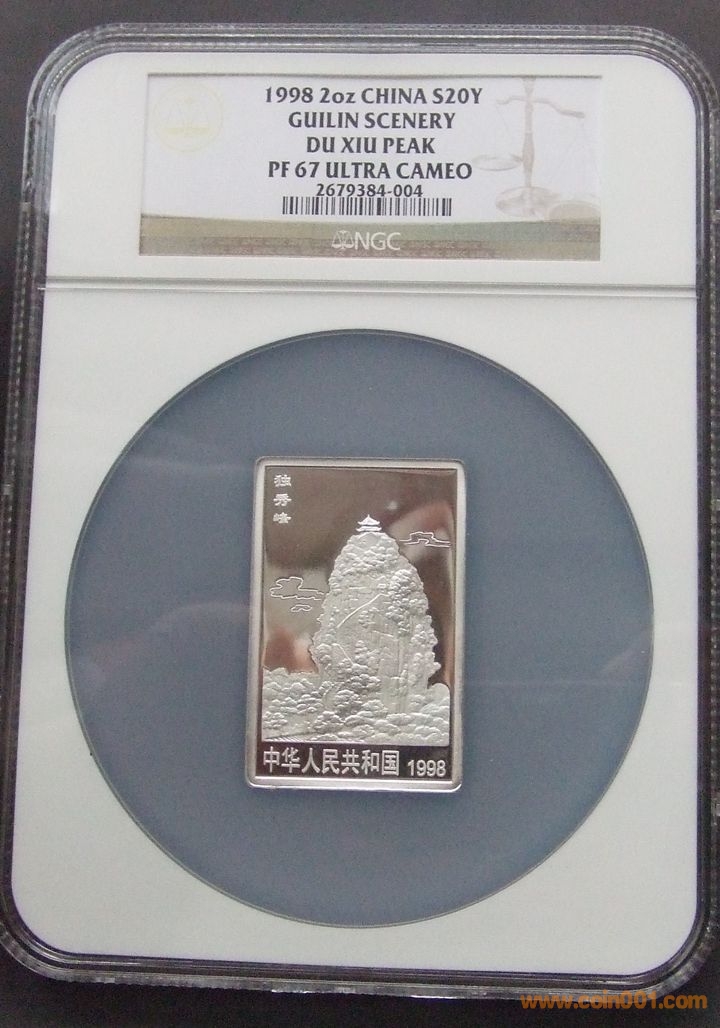 1998 2oz CHINA S20Y
GUILIN SCENERY
DU XIU PEAK
PF 67 ULTRA CAMEO
2679384-004
NGC
独
秀
峰
中华人民共和国 1998
www.coin001.com